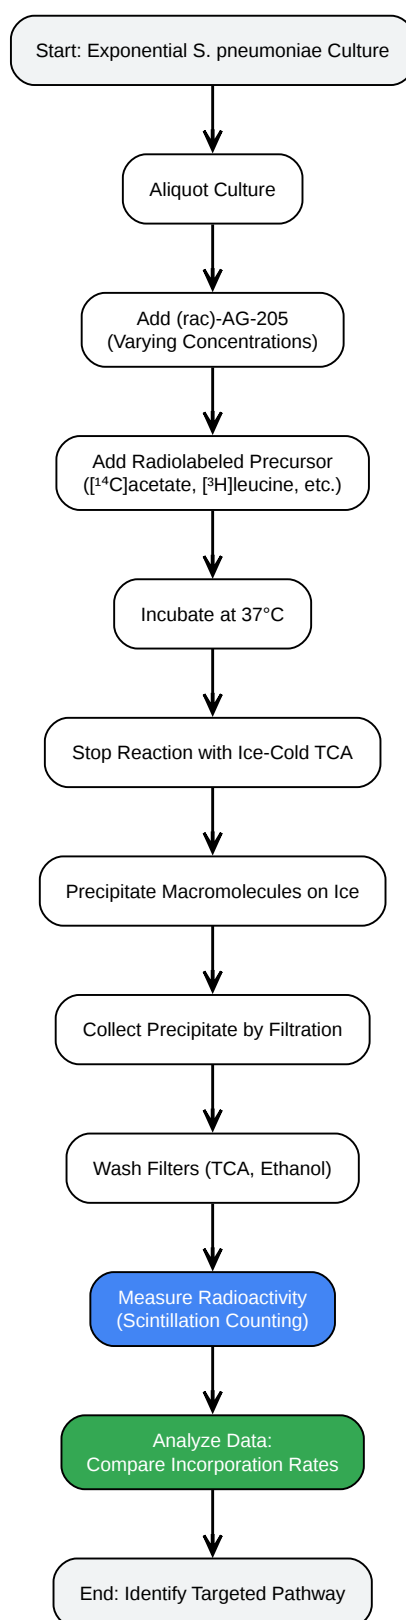 Start: Exponential S. pneumoniae Culture
Aliquot Culture
Add (rac)-AG-205
(Varying Concentrations)
Add Radiolabeled Precursor
([¹⁴C]acetate, [³H]leucine, etc.)
Incubate at 37°C
Stop Reaction with Ice-Cold TCA
Precipitate Macromolecules on Ice
Collect Precipitate by Filtration
Wash Filters (TCA, Ethanol)
Measure Radioactivity
(Scintillation Counting)
Analyze Data:
Compare Incorporation Rates
End: Identify Targeted Pathway